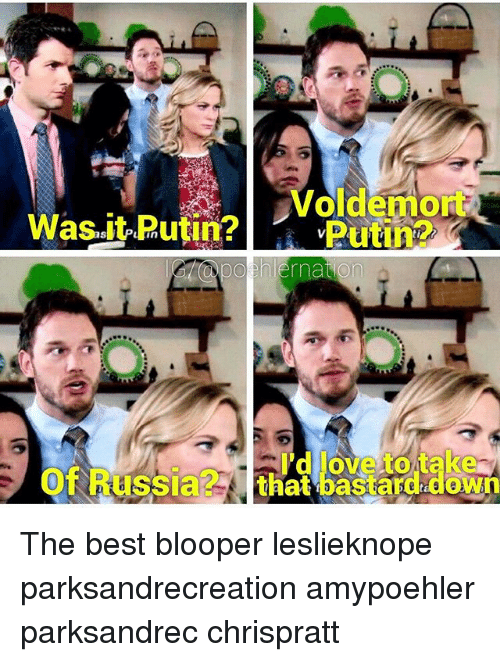 Was it Putin?
Voldemort
Putin?
IG/@poehlernation
Of Russia?
I'd love to take
that bastard down
The best blooper leslieknope
parksandrecreation amypoehler
parksandrec chrispratt